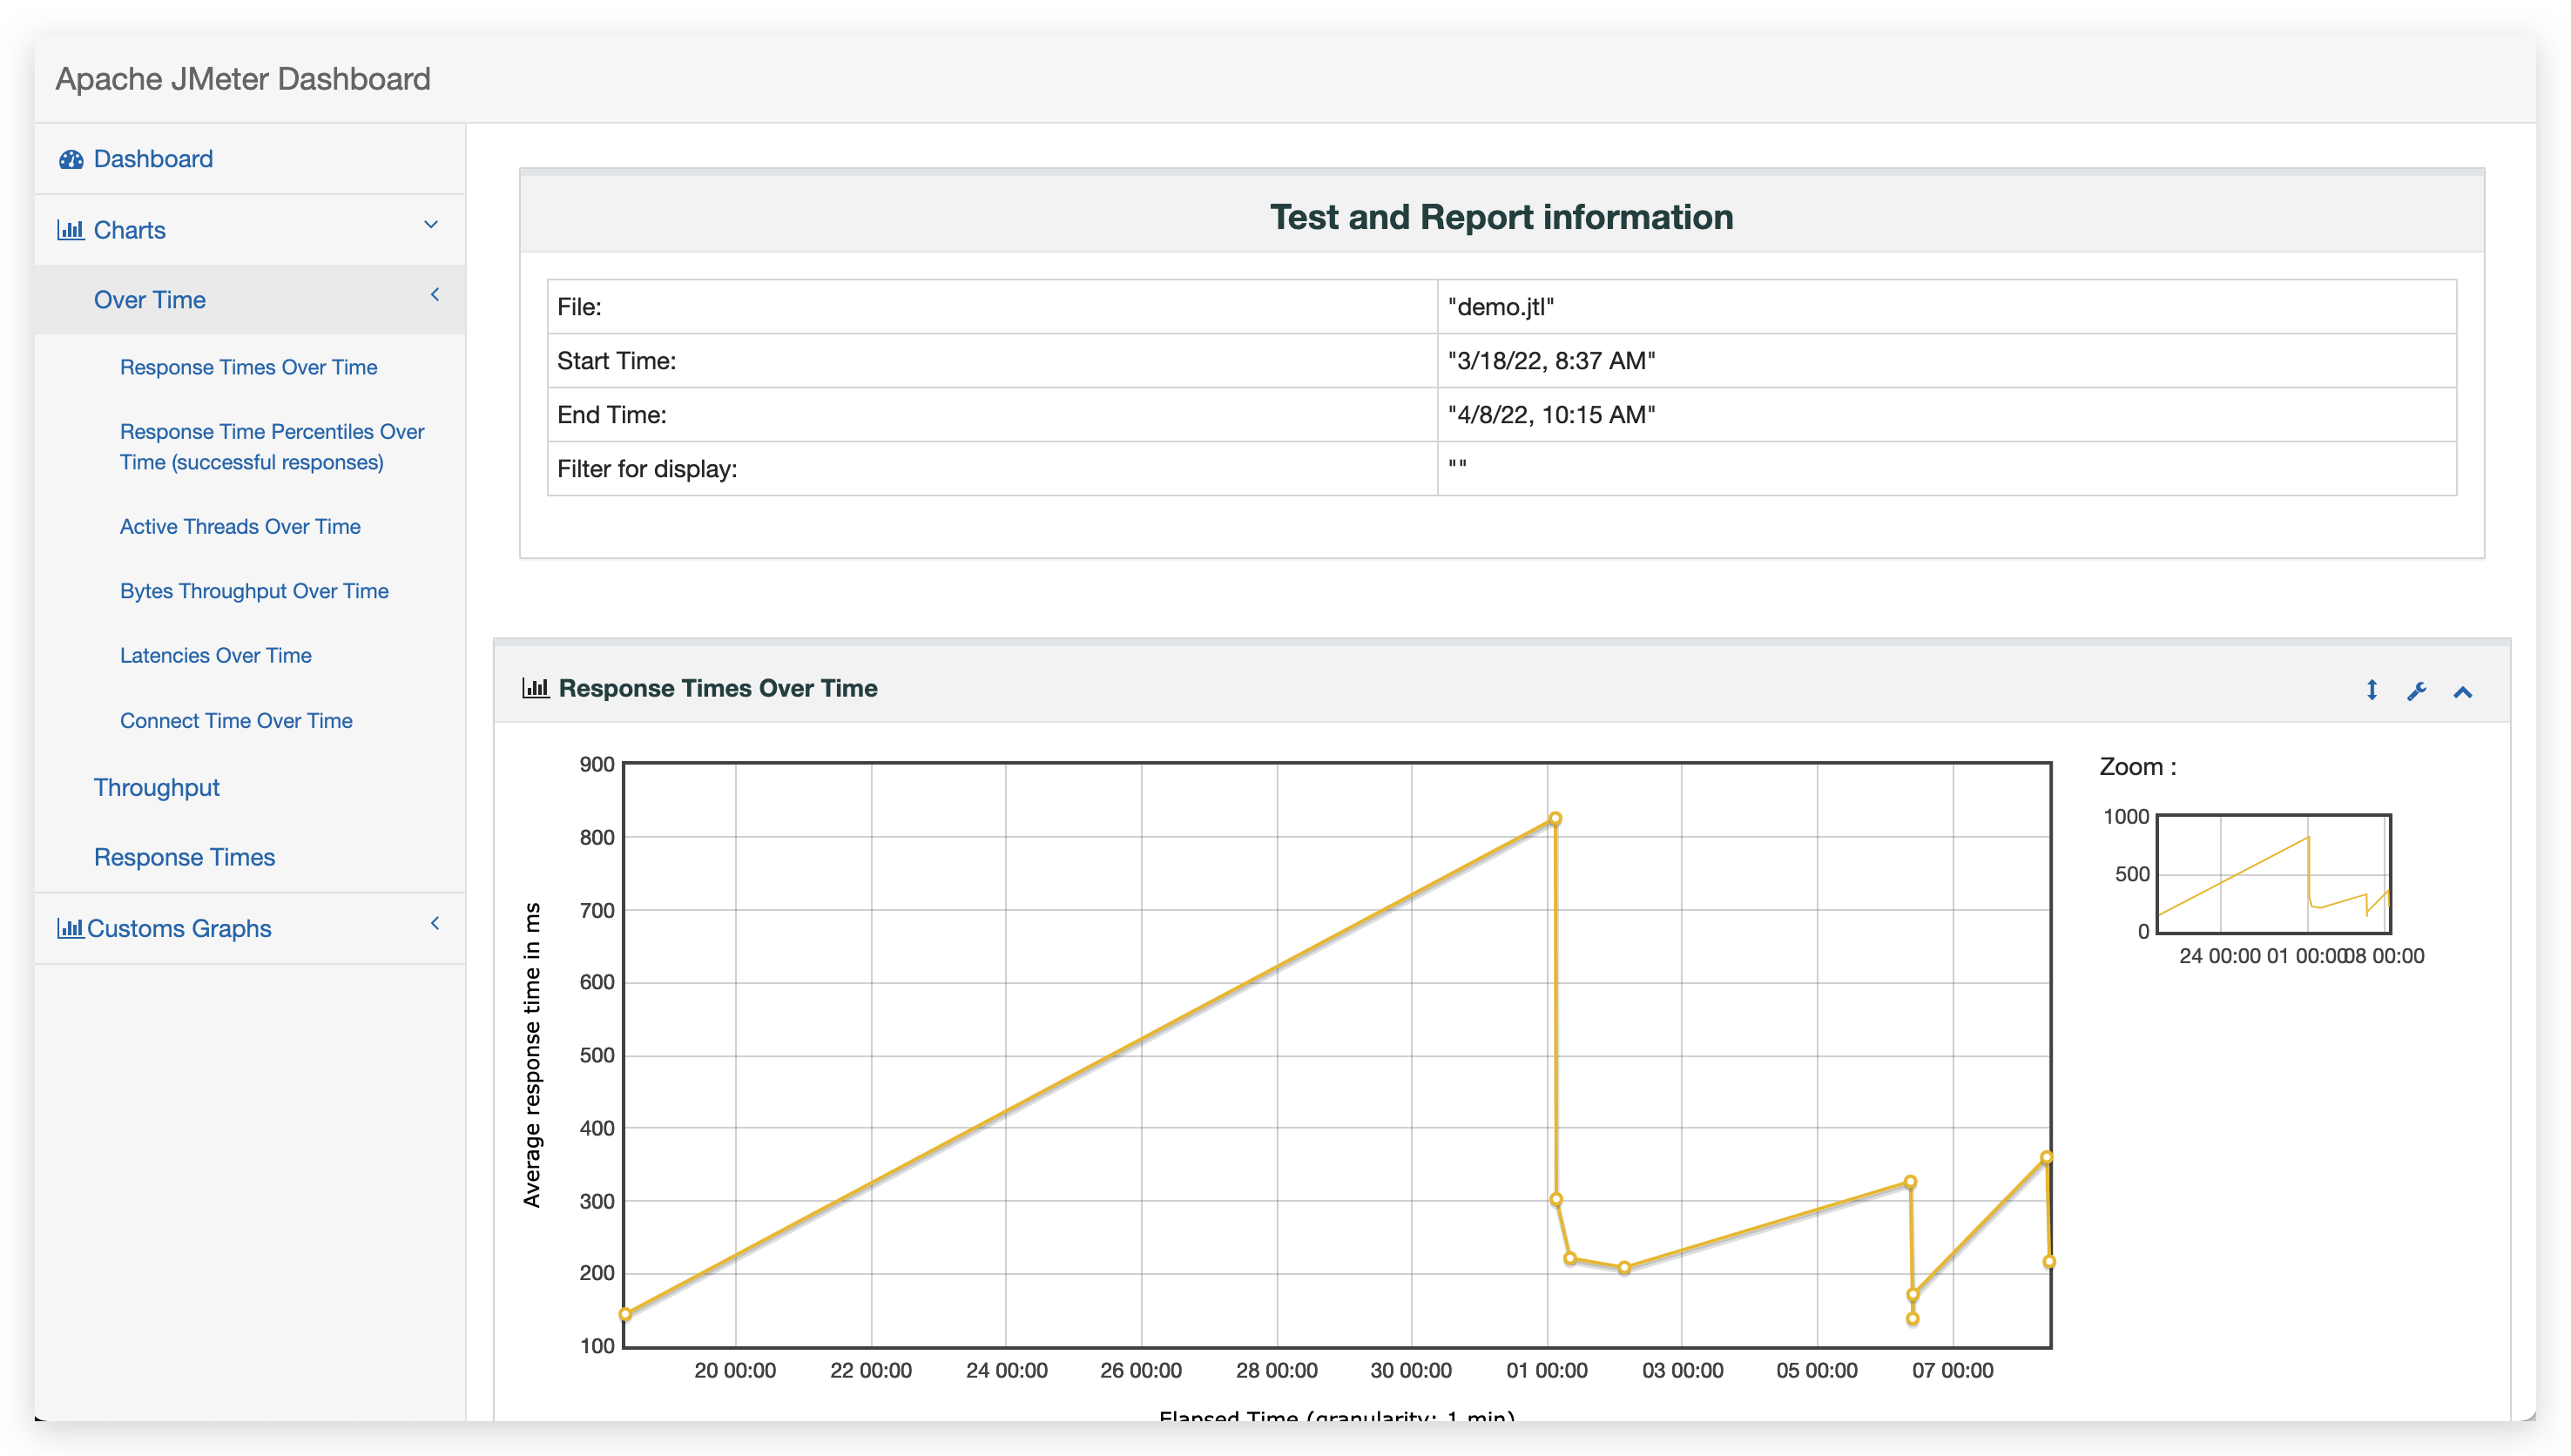 Apache JMeter Dashboard
Dashboard
Charts
Over Time
Response Times Over Time
Response Time Percentiles Over
Time (successful responses)
Active Threads Over Time
Bytes Throughput Over Time
Latencies Over Time
Connect Time Over Time
Throughput
Response Times
Customs Graphs
Test and Report information
File: "demo.jtl"
Start Time: "3/18/22, 8:37 AM"
End Time: "4/8/22, 10:15 AM"
Filter for display: ""
Response Times Over Time
Average response time in ms
900
800
700
600
500
400
300
200
100
20 00:00 22 00:00 24 00:00 26 00:00 28 00:00 30 00:00 01 00:00 03 00:00 05 00:00 07 00:00
Elapsed Time (granularity: 1 min)
Zoom :
1000
500
0
24 00:00 01 00:00 08 00:00